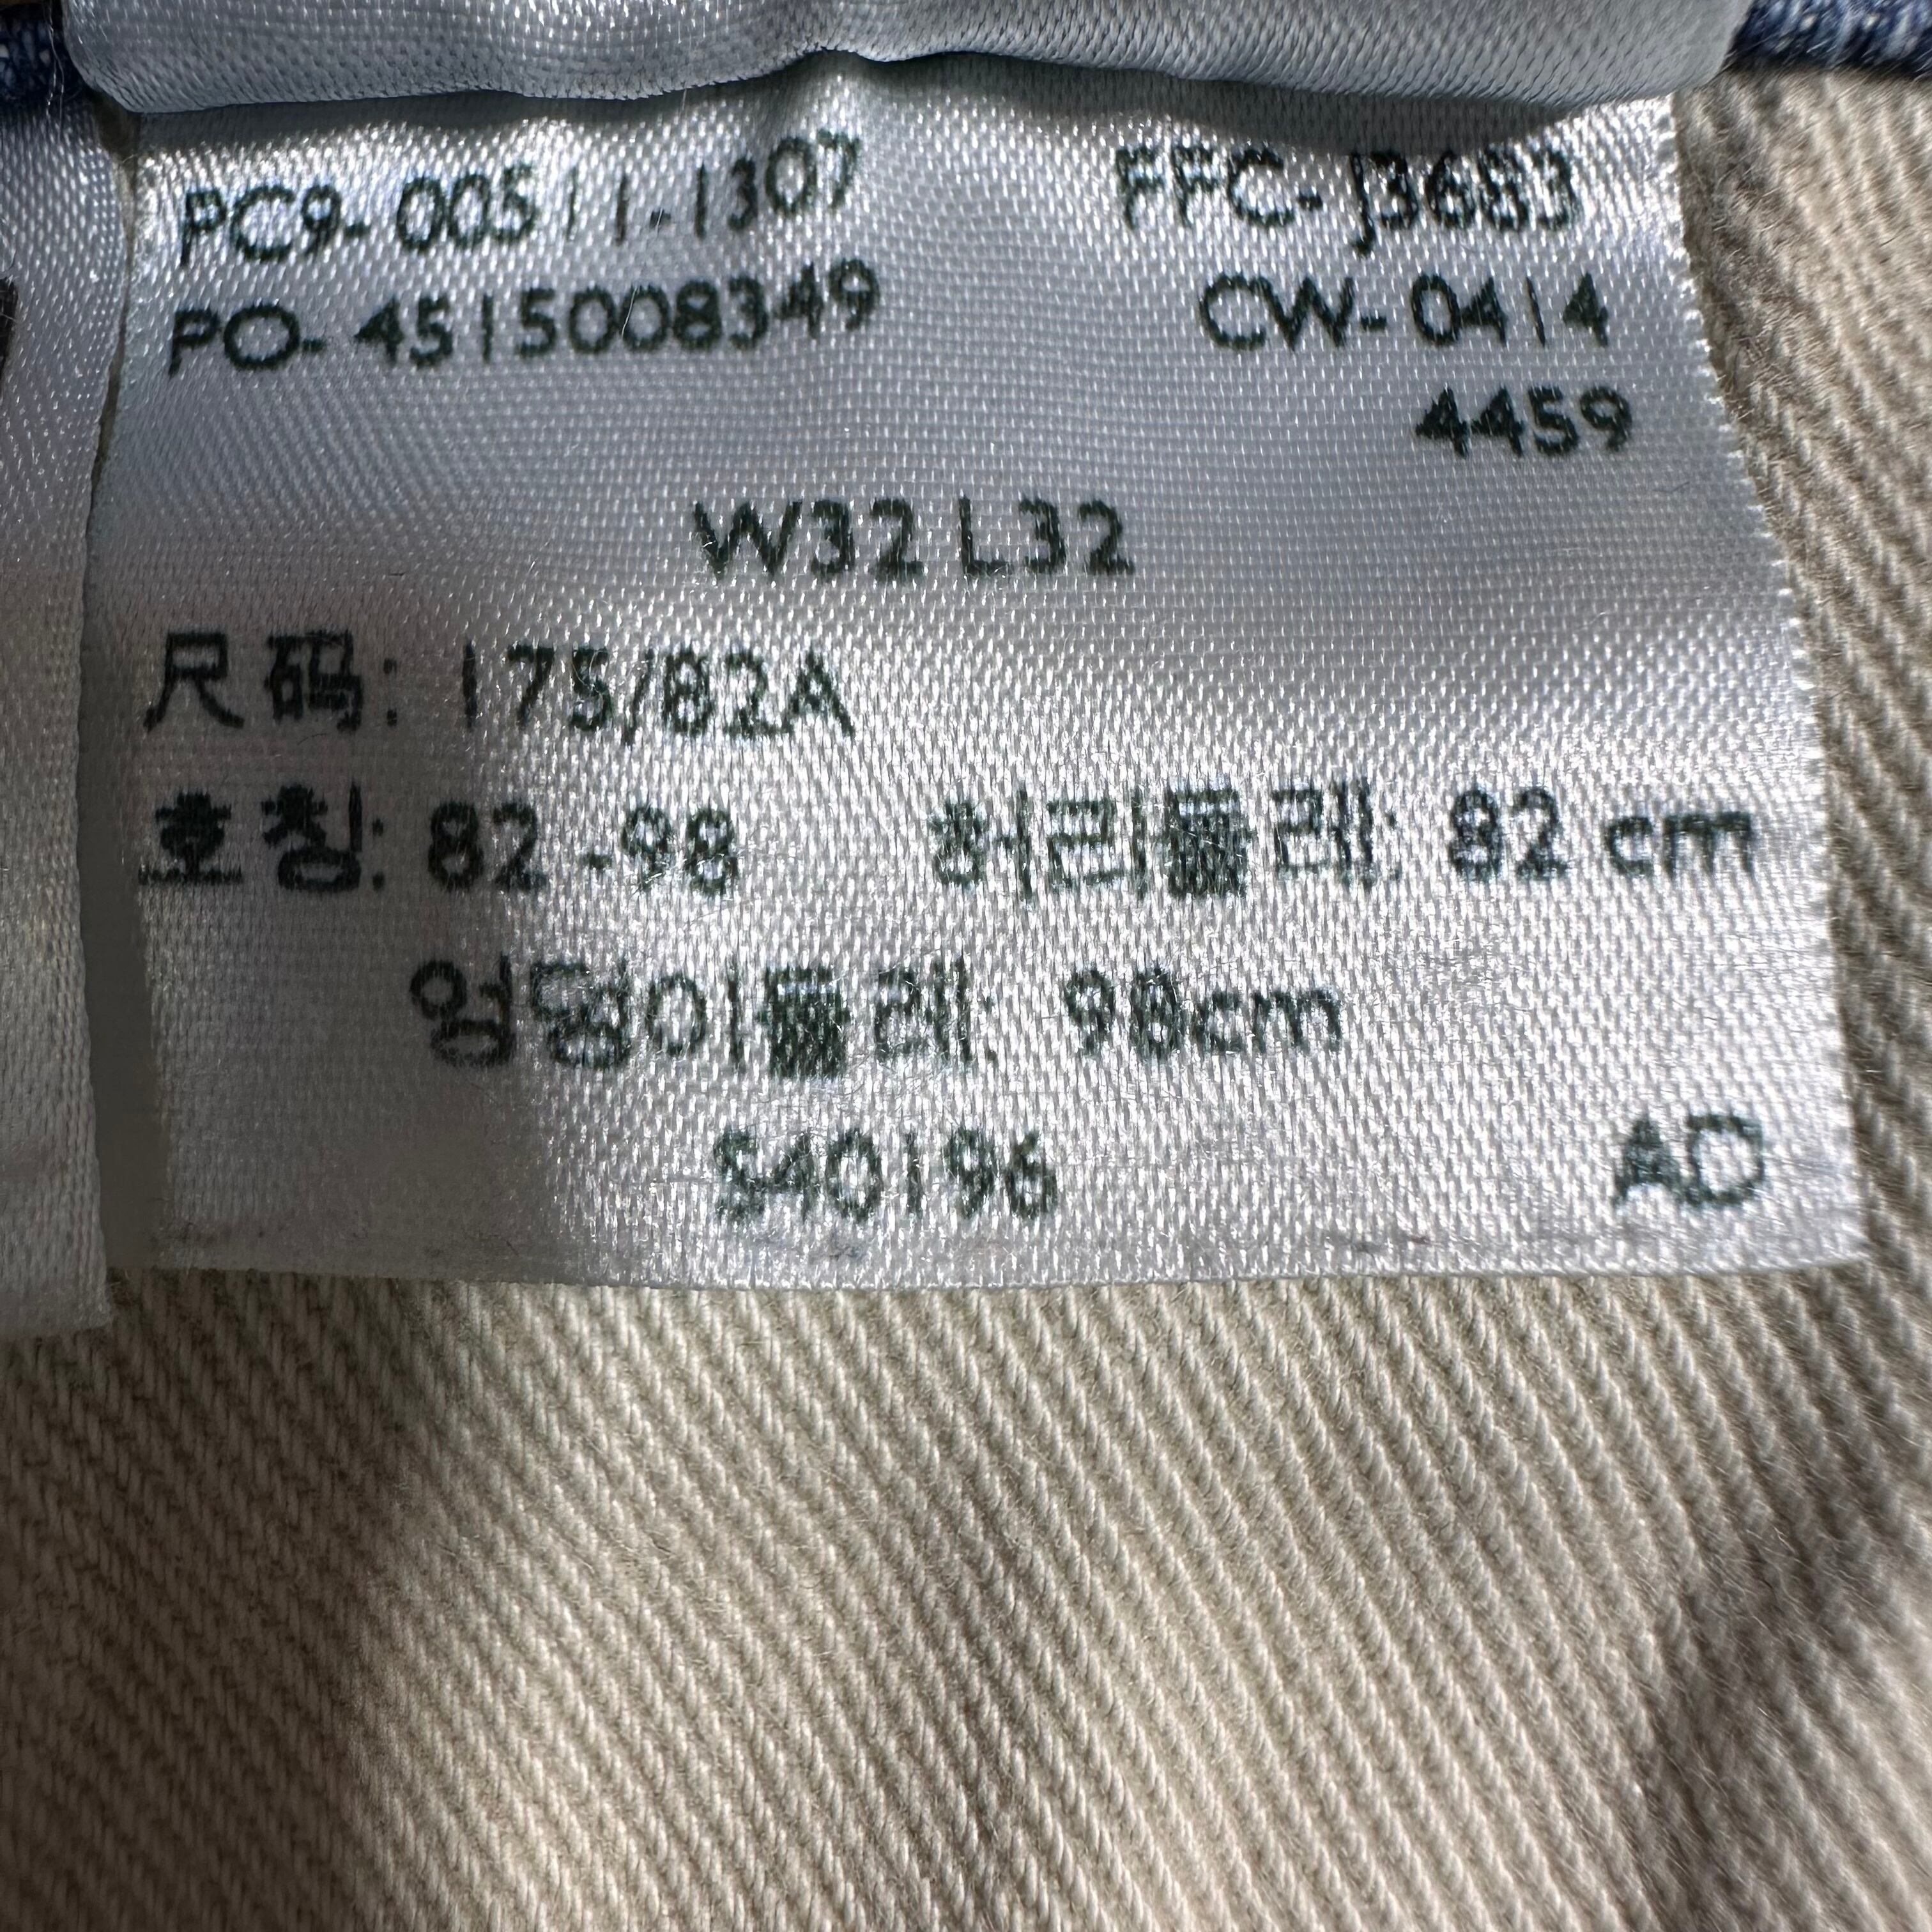 PC9-00511-1307 FFC-J3683
PO-4515008349 CW-0414
4459
W32 L32
尺码: 175/82A
호칭: 82 -98 허리둘레: 82 cm
엉덩이둘레: 98cm
S40196 AD